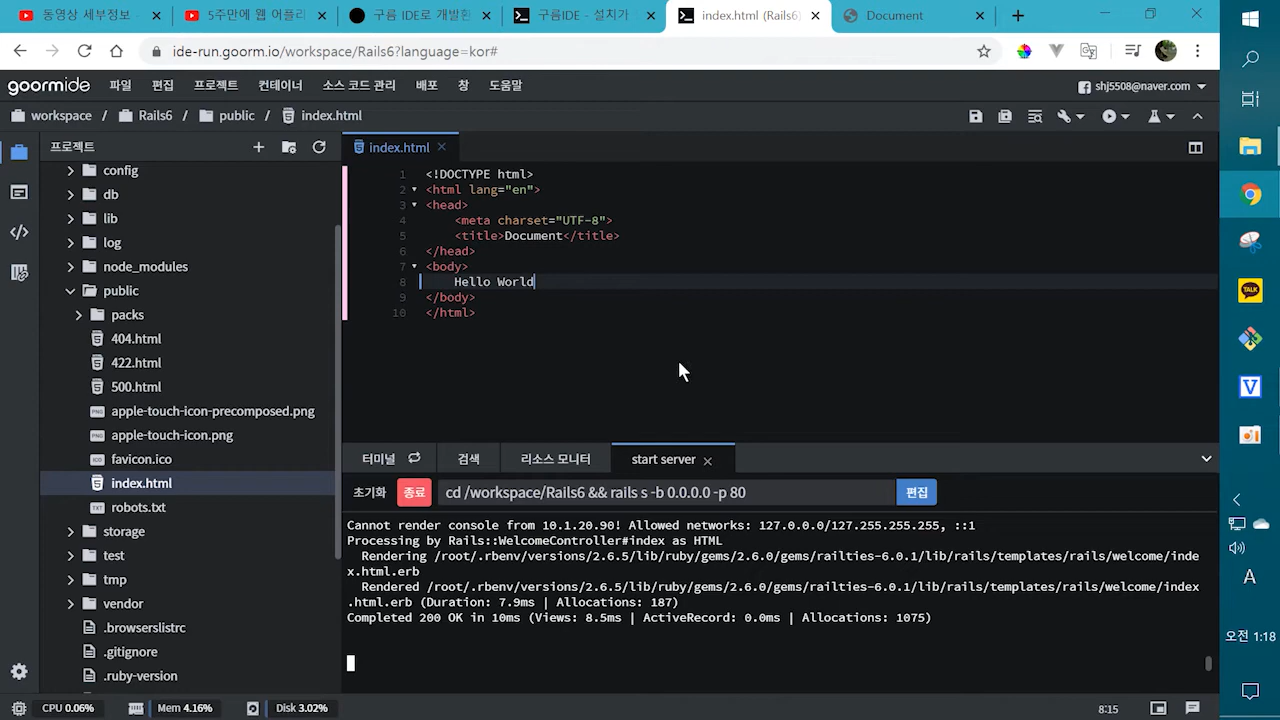 동영상 세부정보 -
5주만에 웹 어플리
구름 IDE로 개발환
구름IDE - 설치가
index.html (Rails6)
Document
ide-run.goorm.io/workspace/Rails6?language=kor#
goormide 파일 편집 프로젝트 컨테이너 소스 코드 관리 배포 창 도움말 shj5508@naver.com
workspace / Rails6 / public / index.html
프로젝트
config
db
lib
log
node_modules
public
packs
404.html
422.html
500.html
apple-touch-icon-precomposed.png
apple-touch-icon.png
favicon.ico
index.html
robots.txt
storage
test
tmp
vendor
.browserslistrc
.gitignore
.ruby-version
index.html
1 <!DOCTYPE html>
2 <html lang="en">
3 <head>
4 <meta charset="UTF-8">
5 <title>Document</title>
6 </head>
7 <body>
8 Hello World
9 </body>
10 </html>
터미널 검색 리소스 모니터 start server
초기화 종료 cd /workspace/Rails6 && rails s -b 0.0.0.0 -p 80 편집
Cannot render console from 10.1.20.90! Allowed networks: 127.0.0.0/127.255.255.255, ::1
Processing by Rails::WelcomeController#index as HTML
Rendering /root/.rbenv/versions/2.6.5/lib/ruby/gems/2.6.0/gems/railties-6.0.1/lib/rails/templates/rails/welcome/inde
x.html.erb
Rendered /root/.rbenv/versions/2.6.5/lib/ruby/gems/2.6.0/gems/railties-6.0.1/lib/rails/templates/rails/welcome/index
.html.erb (Duration: 7.9ms | Allocations: 187)
Completed 200 OK in 10ms (Views: 8.5ms | ActiveRecord: 0.0ms | Allocations: 1075)
CPU 0.06% Mem 4.16% Disk 3.02% 8:15
TALK
V
A
오전 1:18